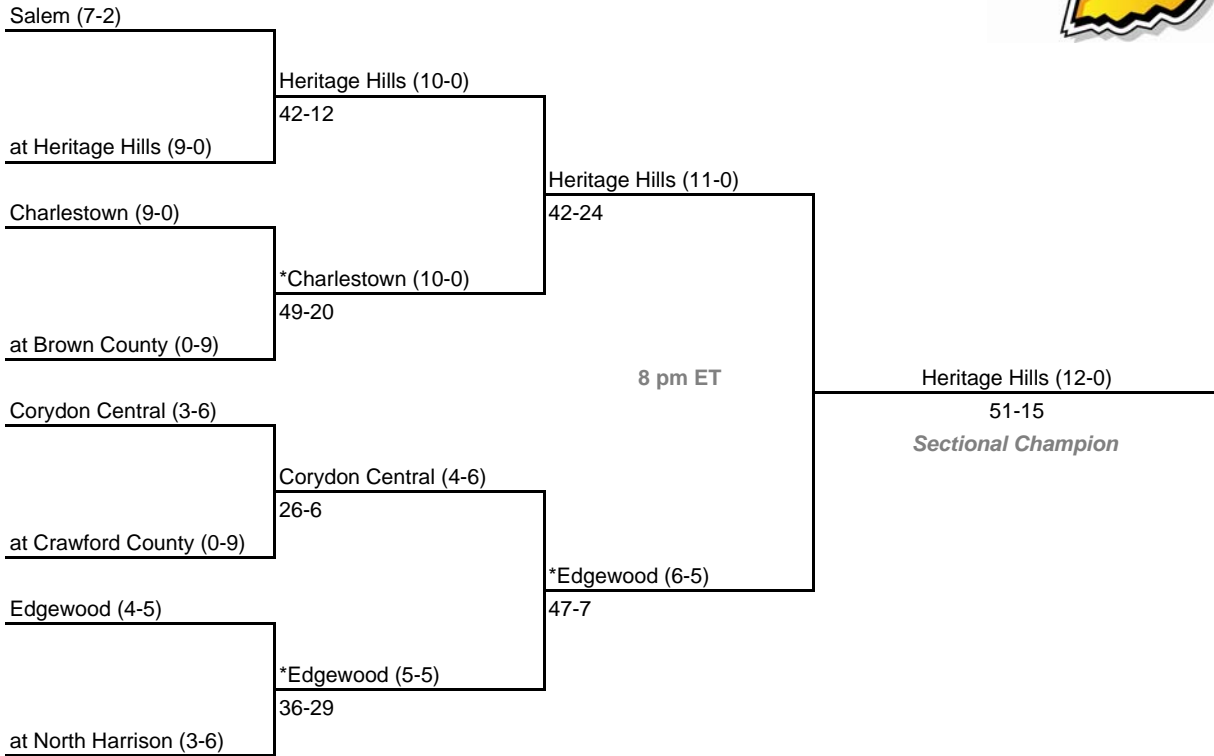 Salem (7-2)
Heritage Hills (10-0)
42-12
at Heritage Hills (9-0)
Heritage Hills (11-0)
Charlestown (9-0)
42-24
*Charlestown (10-0)
49-20
at Brown County (0-9)
8 pm ET
Heritage Hills (12-0)
Corydon Central (3-6)
51-15
Sectional Champion
Corydon Central (4-6)
26-6
at Crawford County (0-9)
*Edgewood (6-5)
Edgewood (4-5)
47-7
*Edgewood (5-5)
36-29
at North Harrison (3-6)